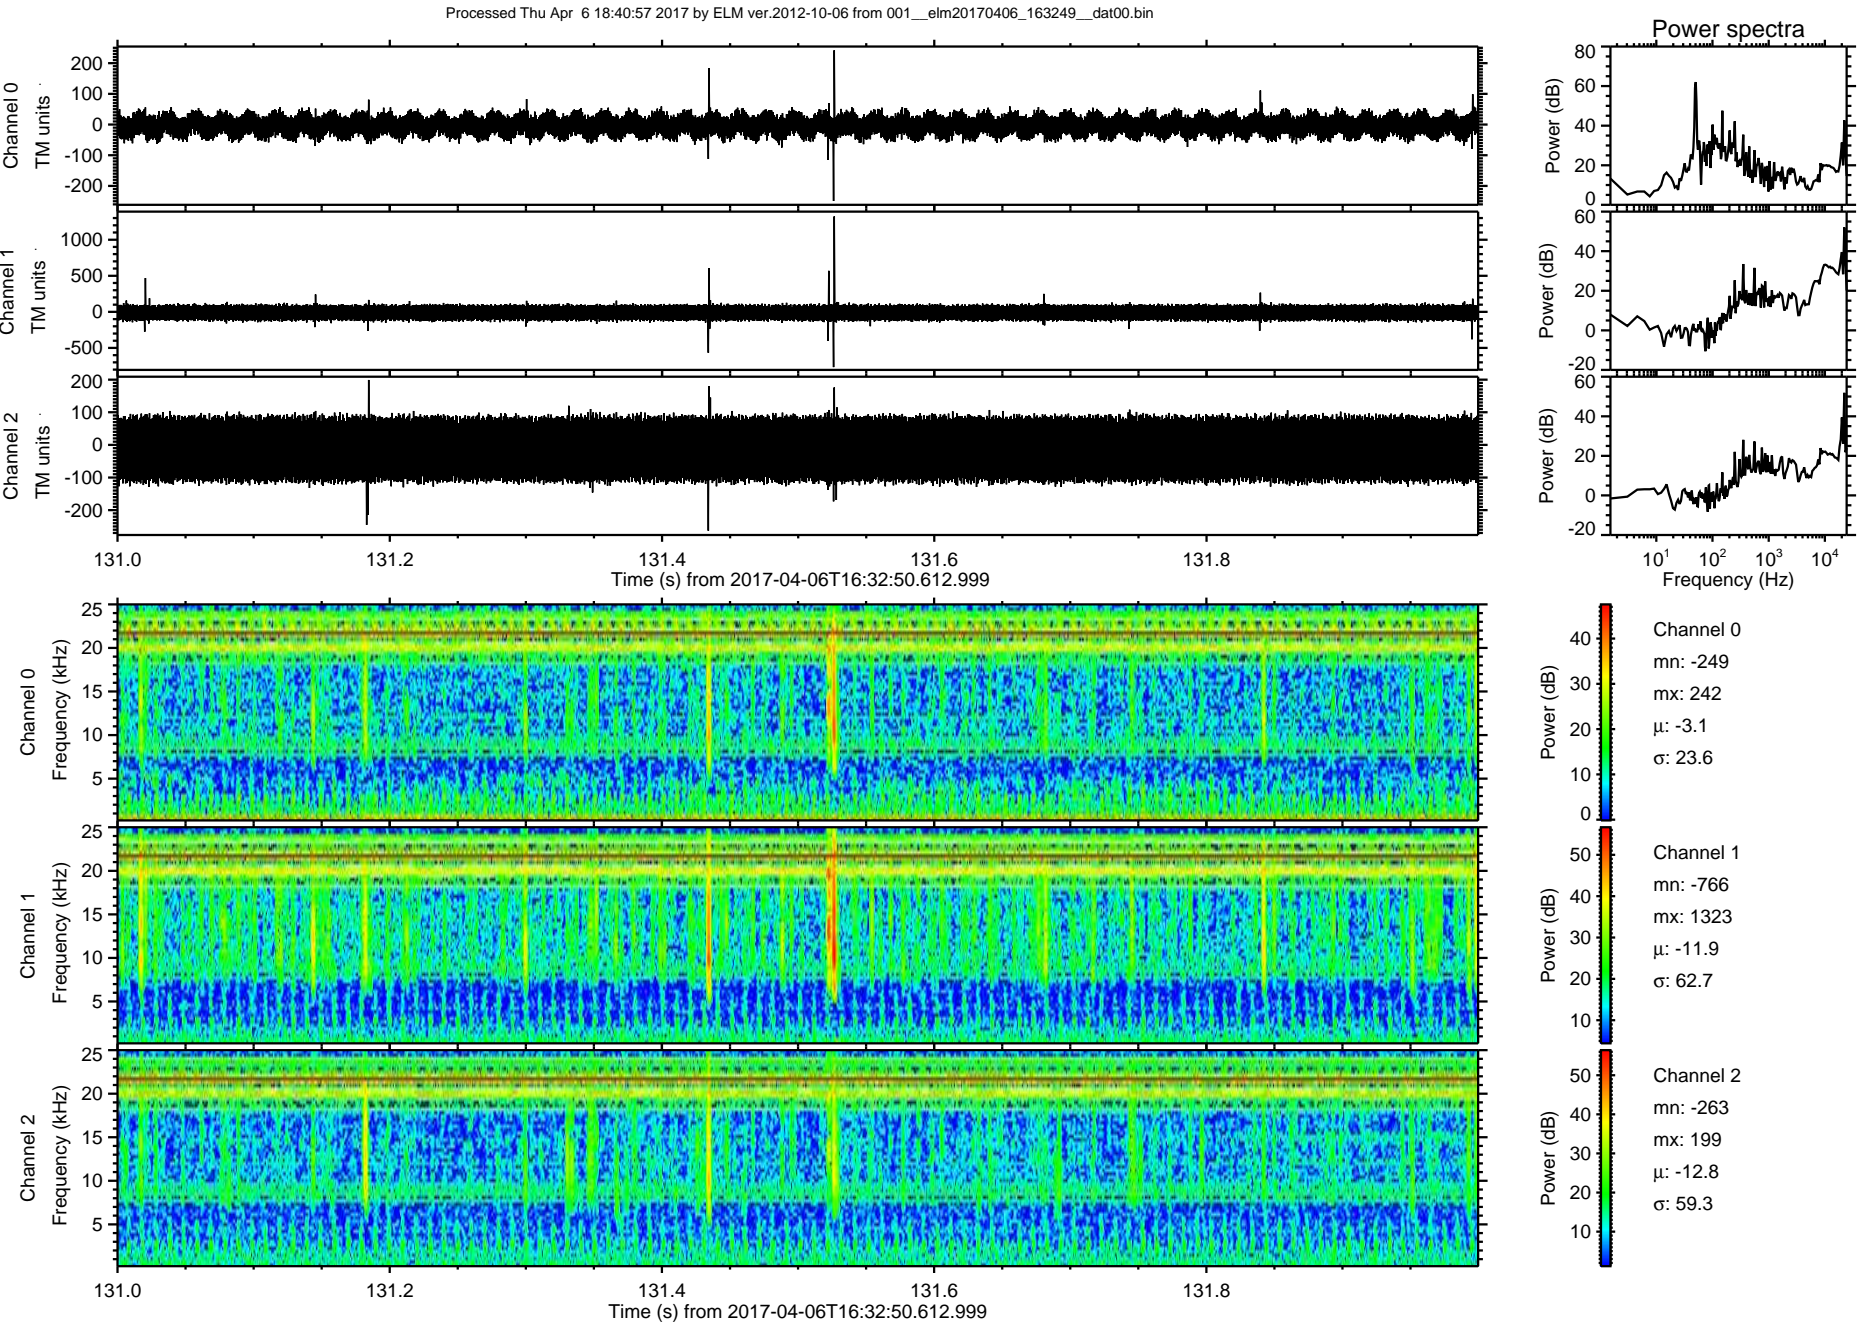 Processed Thu Apr  6 18:40:57 2017 by ELM ver.2012-10-06 from 001__elm20170406_163249__dat00.bin
Power spectra
Channel 0
TM units
200
100
0
-100
-200
Power (dB)
80
60
40
20
0
Channel 1
TM units
1000
500
0
-500
Power (dB)
60
40
20
0
-20
Channel 2
TM units
200
100
0
-100
-200
Power (dB)
60
40
20
0
-20
131.0 131.2 131.4 131.6 131.8
Time (s) from 2017-04-06T16:32:50.612.999
10¹ 10² 10³ 10⁴
Frequency (Hz)
Channel 0
Frequency (kHz)
25
20
15
10
5
Power (dB)
40
30
20
10
0
Channel 0
mn: -249
mx: 242
μ: -3.1
σ: 23.6
Channel 1
Frequency (kHz)
25
20
15
10
5
Power (dB)
50
40
30
20
10
Channel 1
mn: -766
mx: 1323
μ: -11.9
σ: 62.7
Channel 2
Frequency (kHz)
25
20
15
10
5
Power (dB)
50
40
30
20
10
Channel 2
mn: -263
mx: 199
μ: -12.8
σ: 59.3
131.0 131.2 131.4 131.6 131.8
Time (s) from 2017-04-06T16:32:50.612.999